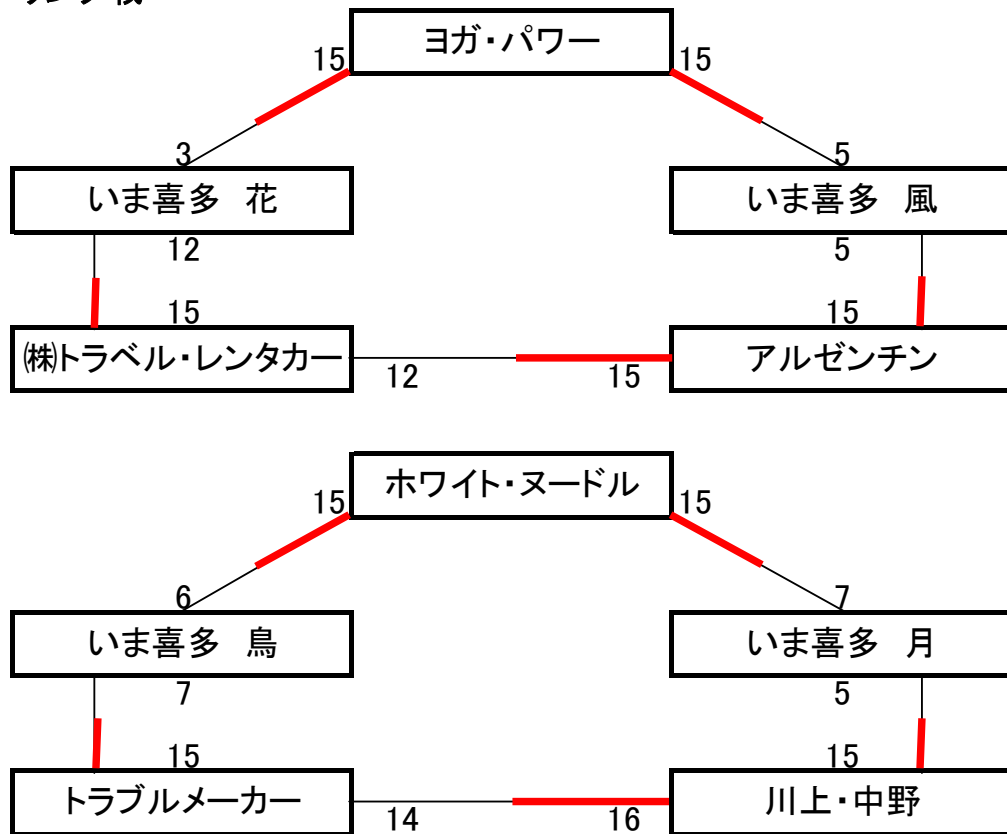 ヨガ・パワー
15 15
3 5
いま喜多 花 いま喜多 風
12 5
15 15
㈱トラベル・レンタカー アルゼンチン
12 15
ホワイト・ヌードル
15 15
6 7
いま喜多 鳥 いま喜多 月
7 5
15 15
トラブルメーカー 川上・中野
14 16